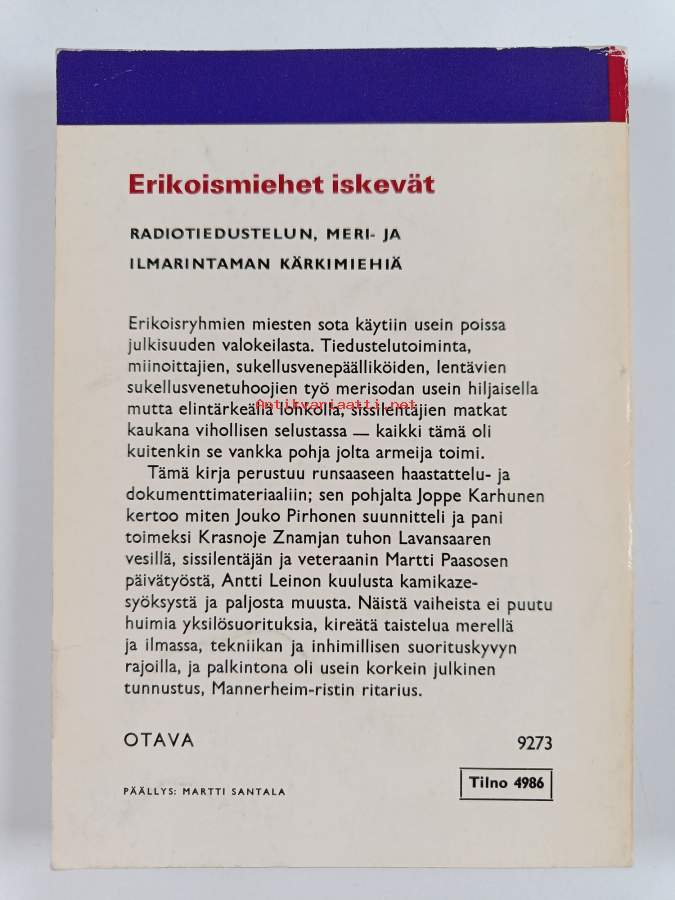 Erikoismiehet iskevät
RADIOTIEDUSTELUN, MERI- JA
ILMARINTAMAN KÄRKIMIEHIÄ
Erikoisryhmien miesten sota käytiin usein poissa
julkisuuden valokeilasta. Tiedustelutoiminta,
miinoittajien, sukellusvenepäälliköiden, lentävien
sukellusvenetuhoojien työ merisodan usein hiljaisella
mutta elintärkeällä lohkolla, sissilentäjien matkat
Antikvariaatti.net
kaukana vihollisen selustassa — kaikki tämä oli
kuitenkin se vankka pohja jolta armeija toimi.
Tämä kirja perustuu runsaaseen haastattelu- ja
dokumenttimateriaaliin; sen pohjalta Joppe Karhunen
kertoo miten Jouko Pirhonen suunnitteli ja pani
toimeksi Krasnoje Znamjan tuhon Lavansaaren
vesillä, sissilentäjän ja veteraanin Martti Paasosen
päivätyöstä, Antti Leinon kuulusta kamikaze-
syöksystä ja paljosta muusta. Näistä vaiheista ei puutu
huimia yksilösuorituksia, kireätä taistelua merellä
ja ilmassa, tekniikan ja inhimillisen suorituskyvyn
rajoilla, ja palkintona oli usein korkein julkinen
tunnustus, Mannerheim-ristin ritarius.
OTAVA 9273
Tilno 4986
PÄÄLLYS: MARTTI SANTALA